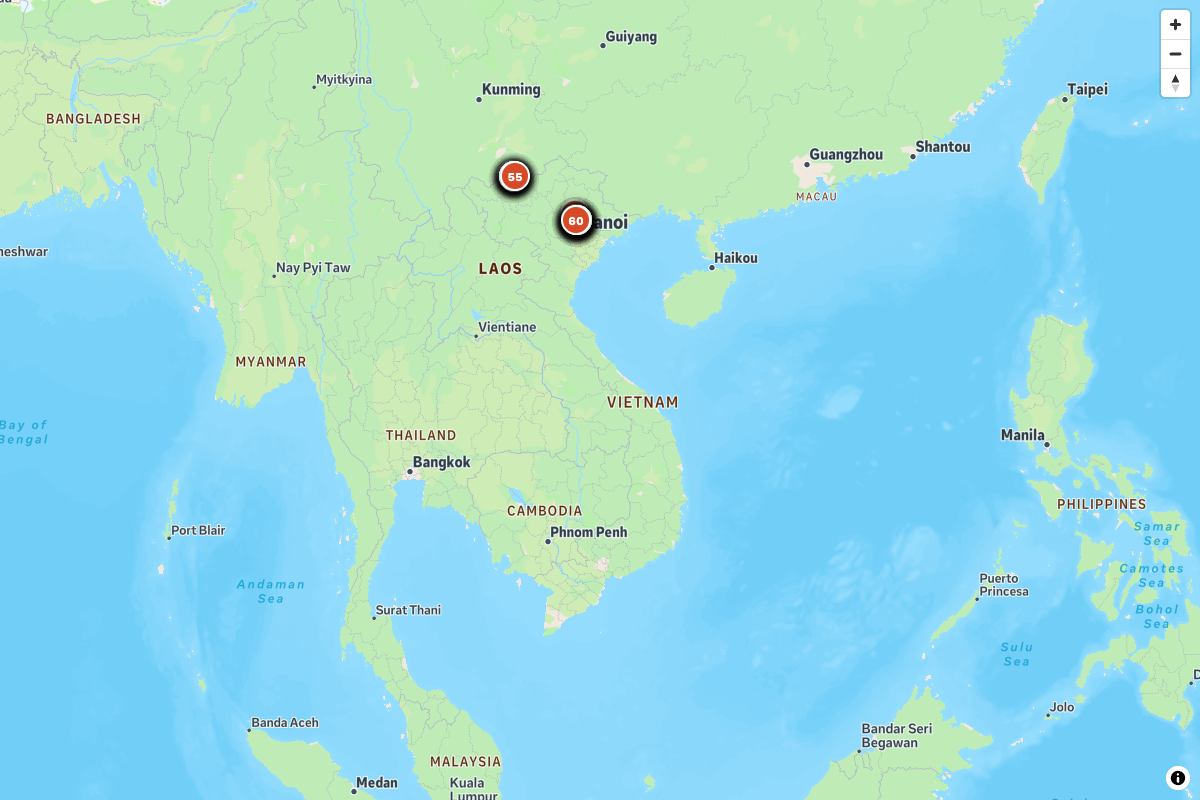 Guiyang
Myitkyina
Kunming
Taipei
BANGLADESH
Shantou
Guangzhou
55
MACAU
60
anoi
neshwar
Haikou
LAOS
Nay Pyi Taw
Vientiane
MYANMAR
VIETNAM
Bay of
Bengal
THAILAND
Manila
Bangkok
PHILIPPINES
CAMBODIA
Samar
Sea
Port Blair
Phnom Penh
Camotes
Sea
Andaman
Sea
Puerto
Princesa
Surat Thani
Bohol
Sea
Sulu
Sea
D
Jolo
Banda Aceh
Bandar Seri
Begawan
MALAYSIA
Medan
Kuala
Lumpur